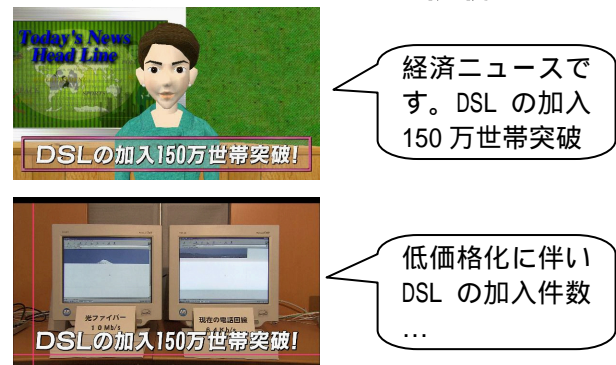 Today's News
Head Line
DSLの加入150万世帯突破!
経済ニュースで
す。DSL の加入
150 万世帯突破
光ファイバー
10Mb/s
現在の電話回線
64Kb/s
DSLの加入150万世帯突破!
低価格化に伴い
DSL の加入件数
…